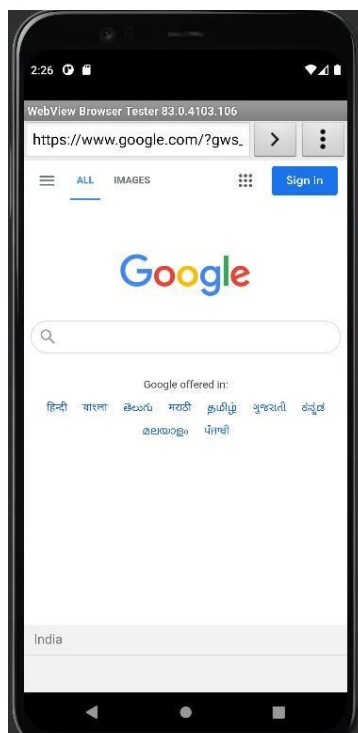 2:26
WebView Browser Tester 83.0.4103.106
https://www.google.com/?gws_
ALL IMAGES Sign in
Google
Google offered in:
हिन्दी বাংলা తెలుగు मराठी தமிழ் ગુજરાતી ಕನ್ನಡ
മലയാളം ਪੰਜਾਬੀ
India